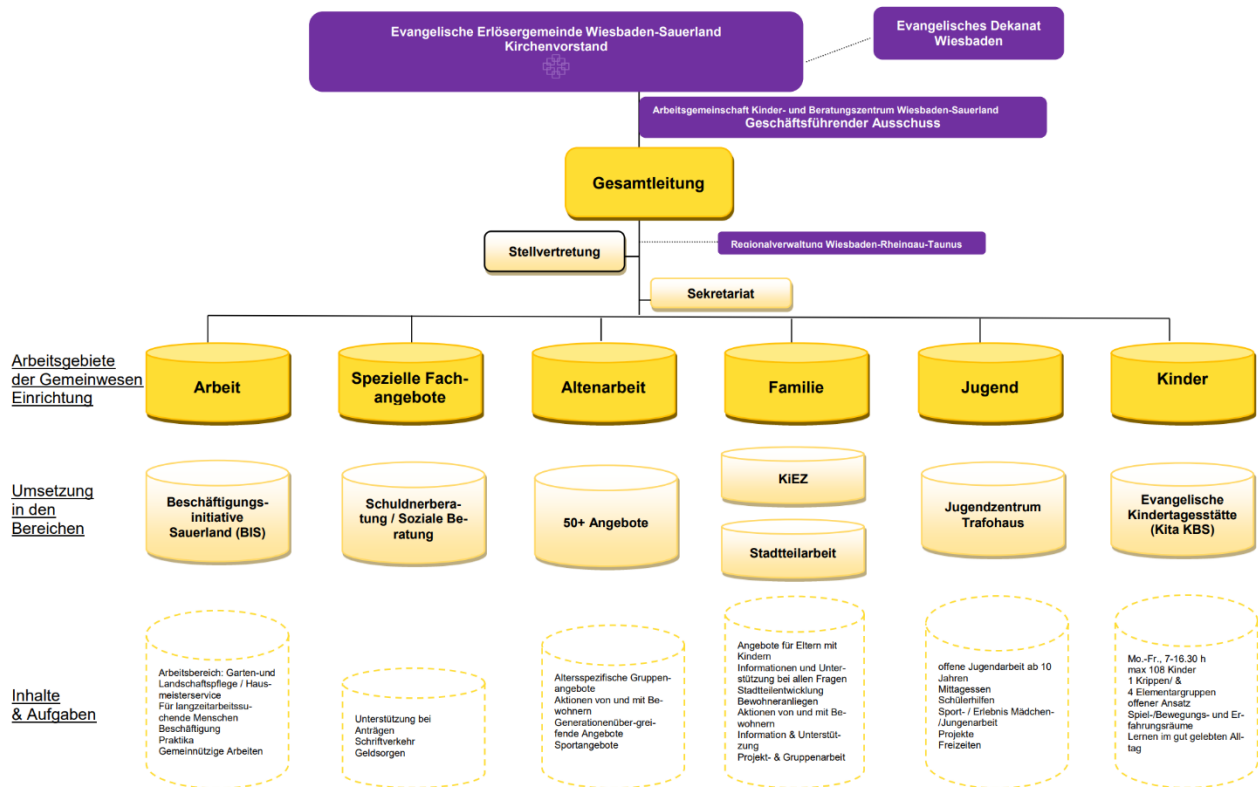 Evangelische Erlösergemeinde Wiesbaden-Sauerland
Kirchenvorstand
Evangelisches Dekanat
Wiesbaden
Arbeitsgemeinschaft Kinder- und Beratungszentrum Wiesbaden-Sauerland
Geschäftsführender Ausschuss
Gesamtleitung
Stellvertretung
Regionalverwaltung Wiesbaden-Rheingau-Taunus
Sekretariat
Arbeitsgebiete
der Gemeinwesen
Einrichtung
Arbeit
Spezielle Fach-
angebote
Altenarbeit
Familie
Jugend
Kinder
Umsetzung
in den
Bereichen
Beschäftigungs-
initiative
Sauerland (BIS)
Schuldnerbera-
tung / Soziale Be-
ratung
50+ Angebote
KiEZ
Stadtteilarbeit
Jugendzentrum
Trafohaus
Evangelische
Kindertagesstätte
(Kita KBS)
Inhalte
& Aufgaben
Arbeitsbereich: Garten-und
Landschaftspflege / Haus-
meisterservice
Für langzeitarbeitssu-
chende Menschen
Beschäftigung
Praktika
Gemeinnützige Arbeiten
Unterstützung bei
Anträgen
Schriftverkehr
Geldsorgen
Altersspezifische Gruppen-
angebote
Aktionen von und mit Be-
wohnern
Generationenüber-grei-
fende Angebote
Sportangebote
Angebote für Eltern mit
Kindern
Informationen und Unter-
stützung bei allen Fragen
Stadtteilentwicklung
Bewohneranliegen
Aktionen von und mit Be-
wohnern
Information & Unterstüt-
zung
Projekt- & Gruppenarbeit
offene Jugendarbeit ab 10
Jahren
Mittagessen
Schülerhilfen
Sport- / Erlebnis Mädchen-
/Jungenarbeit
Projekte
Freizeiten
Mo.-Fr., 7-16.30 h
max 108 Kinder
1 Krippen/ &
4 Elementargruppen
offener Ansatz
Spiel-/Bewegungs- und Er-
fahrungsräume
Lernen im gut gelebten All-
tag